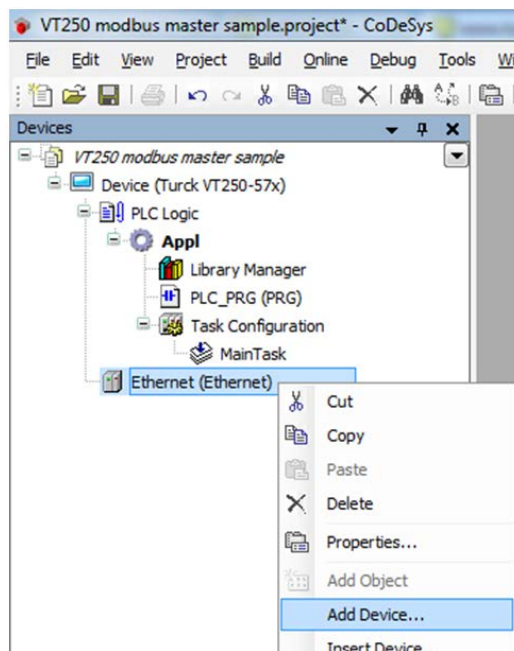 VT250 modbus master sample.project* - CoDeSys
File Edit View Project Build Online Debug Tools Wi
Devices
VT250 modbus master sample
Device (Turck VT250-57x)
PLC Logic
Appl
Library Manager
PLC_PRG (PRG)
Task Configuration
MainTask
Ethernet (Ethernet)
Cut
Copy
Paste
Delete
Properties...
Add Object
Add Device...
Insert Device